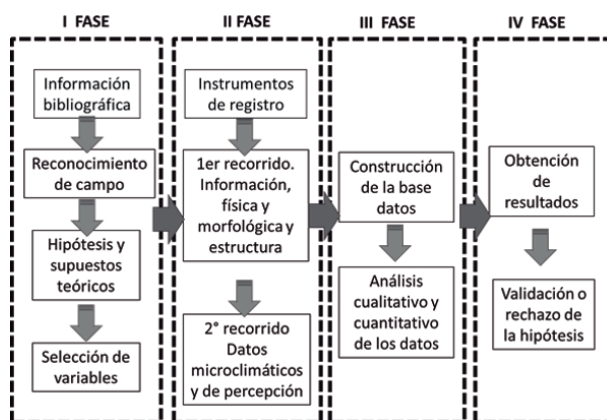 I FASE
Información
bibliográfica
Reconocimiento
de campo
Hipótesis y
supuestos
teóricos
Selección de
variables
II FASE
Instrumentos
de registro
1er recorrido.
Información,
física y
morfológica y
estructura
2° recorrido
Datos
microclimáticos
y de percepción
III FASE
Construcción
de la base
datos
Análisis
cualitativo y
cuantitativo
de los datos
IV FASE
Obtención
de
resultados
Validación o
rechazo de
la hipótesis